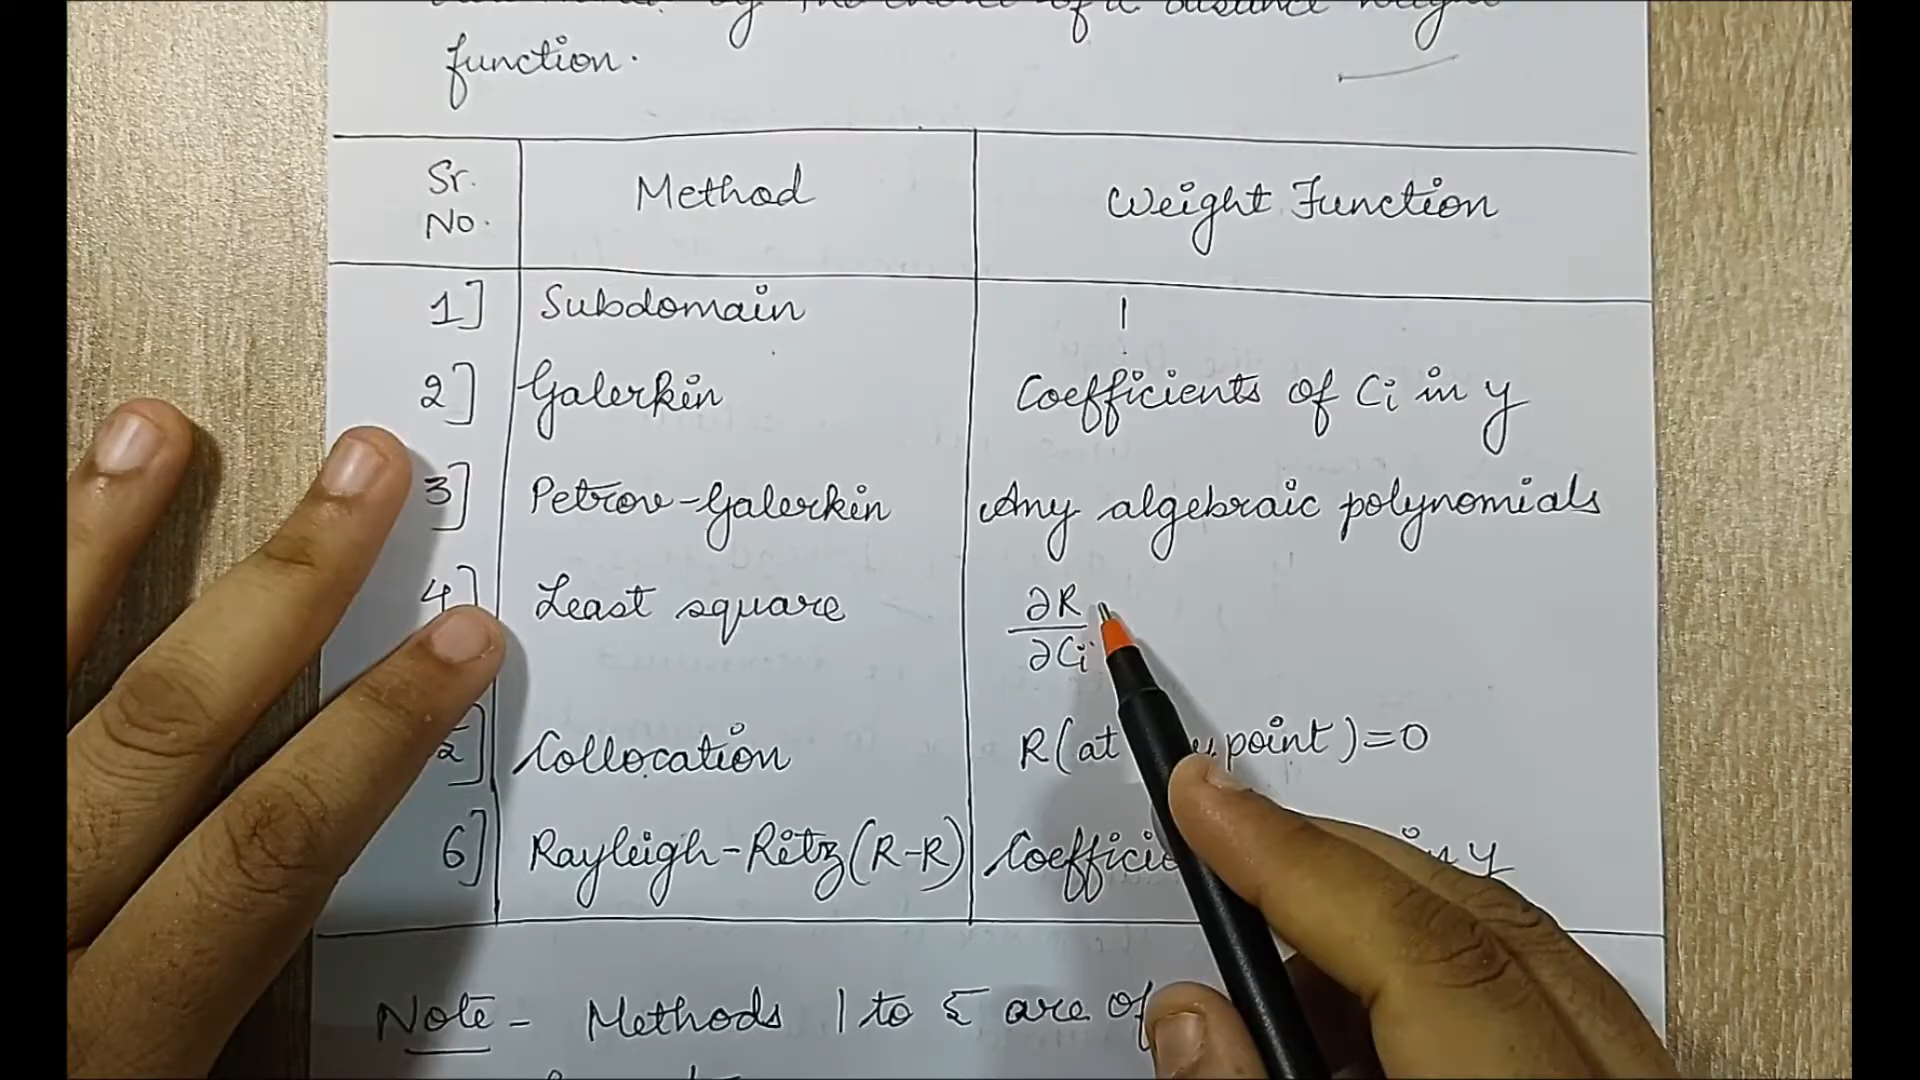 function.
Sr. No. Method Weight Function
1] Subdomain 1
2] Galerkin Coefficients of Ci in y
3] Petrov-Galerkin Any algebraic polynomials
4] Least square ∂R/∂Ci
5] Collocation R(at point)=0
6] Rayleigh-Ritz(R-R) in y
Note - Methods 1 to 5 are of